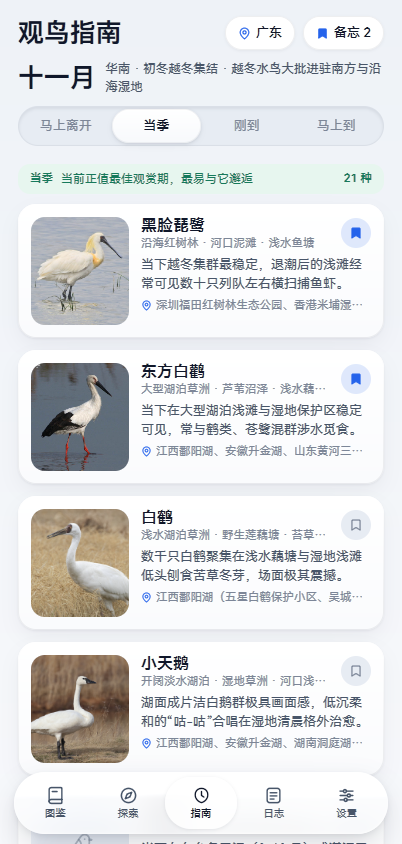 观鸟指南
广东
备忘 2
十一月
华南 · 初冬越冬集结 · 越冬水鸟大批进驻南方与沿
海湿地
马上离开
当季
刚到
马上到
当季 当前正值最佳观赏期，最易与它邂逅
21 种
黑脸琵鹭
沿海红树林 · 河口泥滩 · 浅水鱼塘
当下越冬集群最稳定，退潮后的浅滩经
常可见数十只列队左右横扫捕鱼虾。
深圳福田红树林生态公园、香港米埔湿…
东方白鹳
大型湖泊草洲 · 芦苇沼泽 · 浅水藕…
当下在大型湖泊浅滩与湿地保护区稳定
可见，常与鹤类、苍鹭混群涉水觅食。
江西鄱阳湖、安徽升金湖、山东黄河三…
白鹤
浅水湖泊草洲 · 野生莲藕塘 · 苔草…
数千只白鹤聚集在浅水藕塘与湿地浅滩
低头刨食苦草冬芽，场面极其震撼。
江西鄱阳湖（五星白鹤保护小区、吴城…
小天鹅
开阔淡水湖泊 · 湿地草洲 · 河口浅…
湖面成片洁白鹅群极具画面感，低沉柔
和的“咕-咕”合唱在湿地清晨格外治愈。
江西鄱阳湖、安徽升金湖、湖南洞庭湖…
图鉴
探索
指南
日志
设置